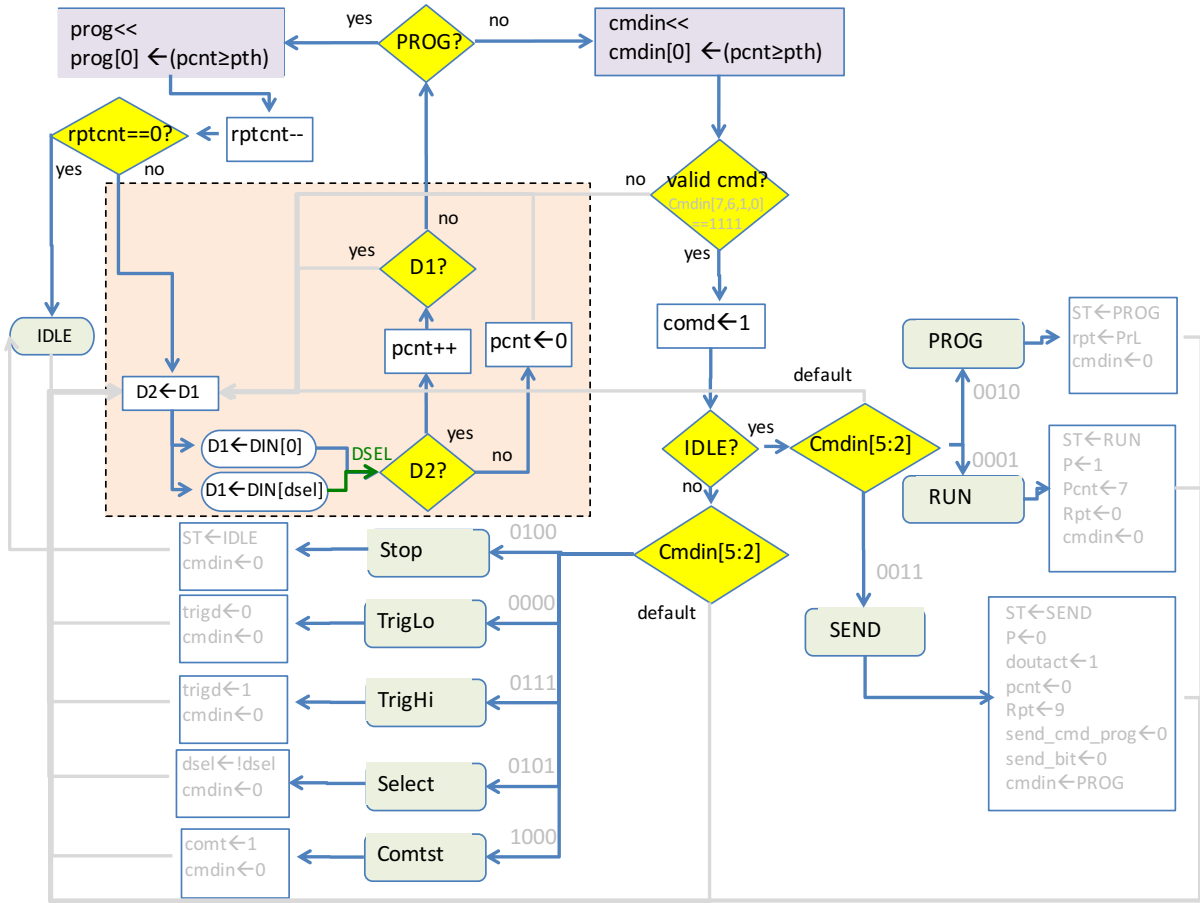 prog<<
prog[0] ←(pcnt≥pth)
yes
PROG?
no
cmdin<<
cmdin[0] ←(pcnt≥pth)
rptcnt==0?
rptcnt--
yes
no
no
valid cmd?
Cmdin[7,6,1,0]
==1111
yes
no
yes
D1?
IDLE
pcnt++
pcnt←0
comd←1
PROG
ST←PROG
rpt←PrL
cmdin←0
default
0010
D2←D1
D1←DIN[0]
D1←DIN[dsel]
DSEL
yes
D2?
no
IDLE?
yes
Cmdin[5:2]
0001
RUN
ST←RUN
P←1
Pcnt←7
Rpt←0
cmdin←0
no
Cmdin[5:2]
default
0011
SEND
ST←SEND
P←0
doutact←1
pcnt←0
Rpt←9
send_cmd_prog←0
send_bit←0
cmdin←PROG
ST←IDLE
cmdin←0
Stop
0100
trigd←0
cmdin←0
TrigLo
0000
trigd←1
cmdin←0
TrigHi
0111
dsel←!dsel
cmdin←0
Select
0101
comt←1
cmdin←0
Comtst
1000